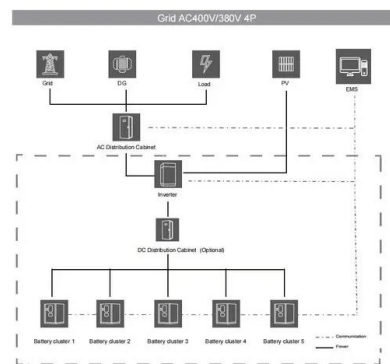 Grid AC400V/380V 4P
Grid
DG
Load
PV
EMS
AC Distribution Cabinet
Inverter
DC Distribution Cabinet (Optional)
Battery cluster 1
Battery cluster 2
Battery cluster 3
Battery cluster 4
Battery cluster 5
Communication
Power